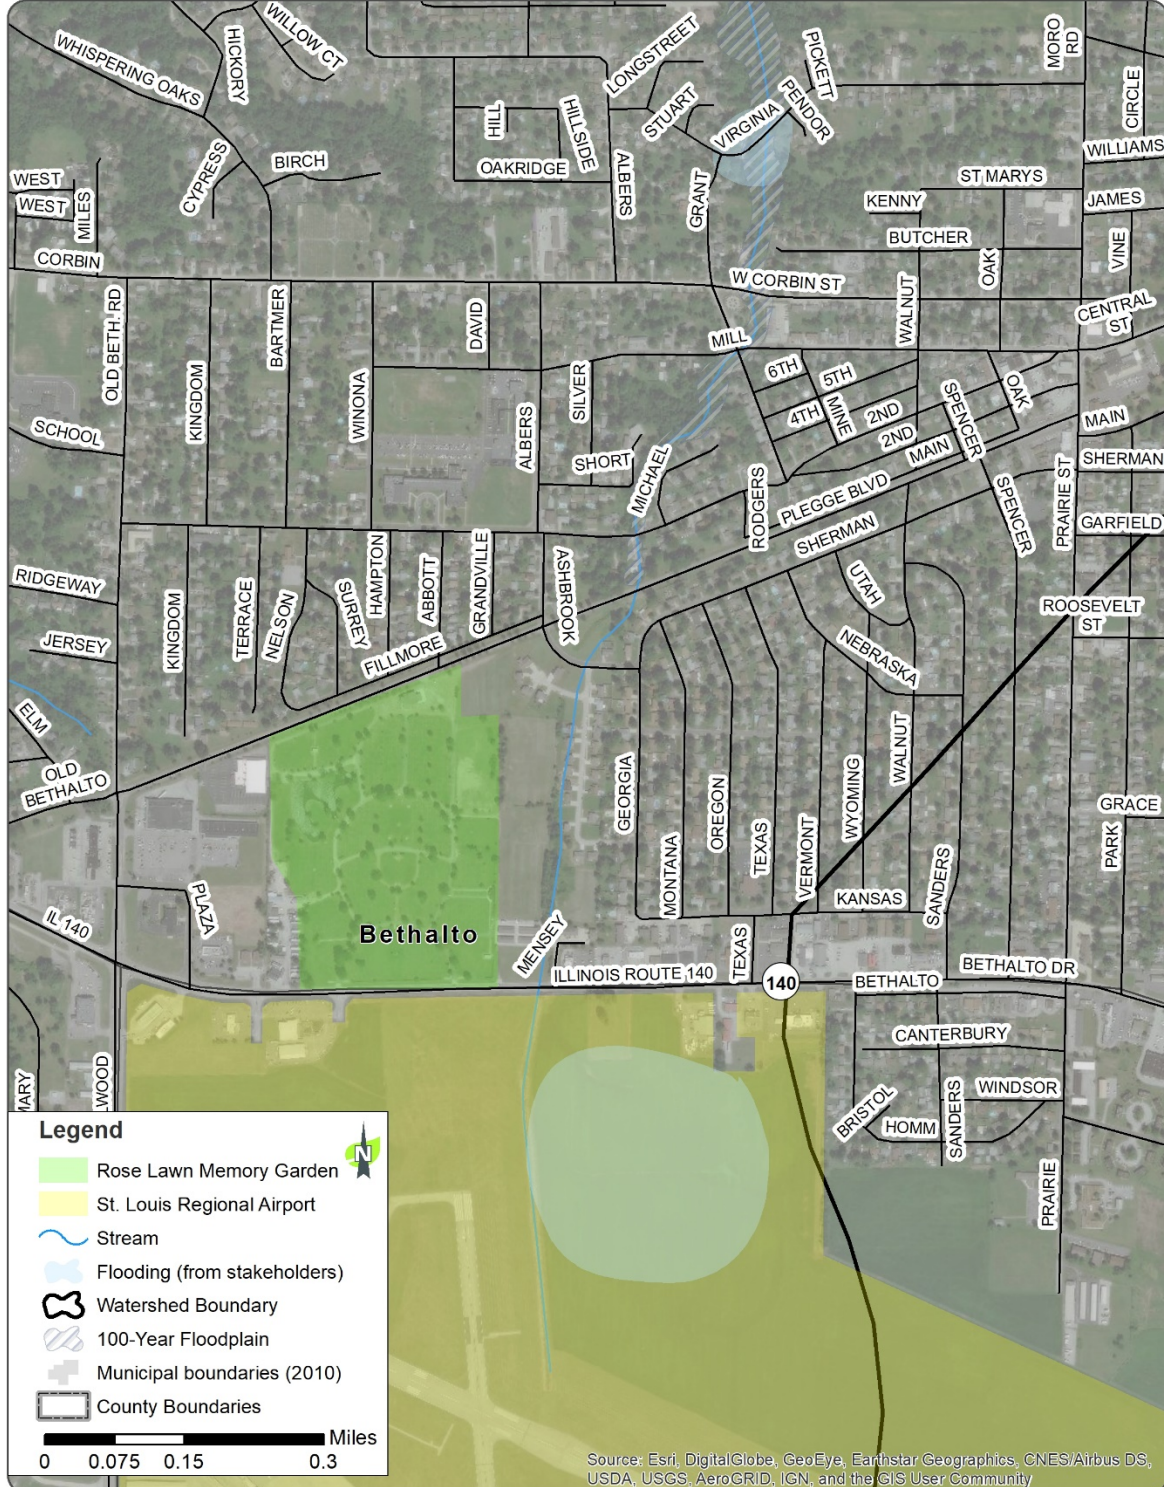 WHISPERING OAKS
HICKORY
WILLOW CT
LONGSTREET
PICKETT
MORO
RD
CIRCLE
HILL
HILLSIDE
STUART
VIRGINIA
PENDOR
WILLIAMS
WEST
WEST
MILES
CYPRESS
BIRCH
OAKRIDGE
ALBERS
GRANT
ST MARYS
KENNY
JAMES
BUTCHER
OAK
VINE
CORBIN
W CORBIN ST
OLD BETH. RD
KINGDOM
BARTMER
WINONA
DAVID
MILL
WALNUT
CENTRAL
ST
SILVER
ALBERS
6TH
5TH
4TH
MINE
2ND
2ND
SPENCER
OAK
MAIN
MAIN
SCHOOL
SHORT
MICHAEL
RODGERS
PLEGGE BLVD
SHERMAN
SPENCER
PRAIRIE ST
SHERMAN
GARFIELD
RIDGEWAY
JERSEY
KINGDOM
TERRACE
NELSON
SURREY
HAMPTON
ABBOTT
GRANDVILLE
ASHBROOK
FILLMORE
UTAH
NEBRASKA
ROOSEVELT
ST
ELM
OLD
BETHALTO
GEORGIA
MONTANA
OREGON
TEXAS
VERMONT
WYOMING
WALNUT
GRACE
PARK
PLAZA
KANSAS
SANDERS
IL 140
Bethalto
MENSEY
TEXAS
ILLINOIS ROUTE 140
140
BETHALTO
BETHALTO DR
CANTERBURY
MARY
LWOOD
BRISTOL
HOMM
SANDERS
WINDSOR
PRAIRIE
Legend
N
Rose Lawn Memory Garden
St. Louis Regional Airport
Stream
Flooding (from stakeholders)
Watershed Boundary
100-Year Floodplain
Municipal boundaries (2010)
County Boundaries
Miles
0 0.075 0.15 0.3
Source: Esri, DigitalGlobe, GeoEye, Earthstar Geographics, CNES/Airbus DS,
USDA, USGS, AeroGRID, IGN, and the GIS User Community